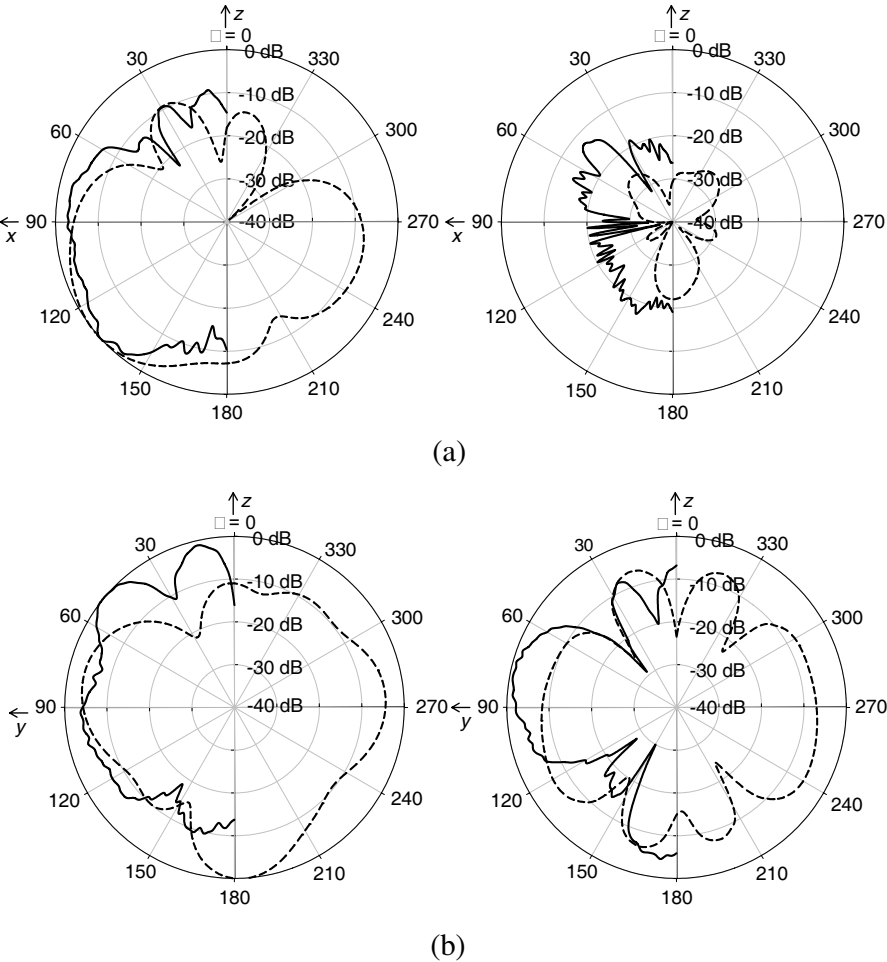 z z
□ = 0 □ = 0
0 dB 0 dB
30 330 30 330
-10 dB -10 dB
60 300 60 300
-20 dB -20 dB
-30 dB -30 dB
90 -40 dB 270 90 -40 dB 270
x x
120 240 120 240
150 210 150 210
180 180
(a)
z z
□ = 0 □ = 0
0 dB 0 dB
30 330 30 330
-10 dB -10 dB
60 300 60 300
-20 dB -20 dB
-30 dB -30 dB
90 -40 dB 270 90 -40 dB 270
y y
120 240 120 240
150 210 150 210
180 180
(b)